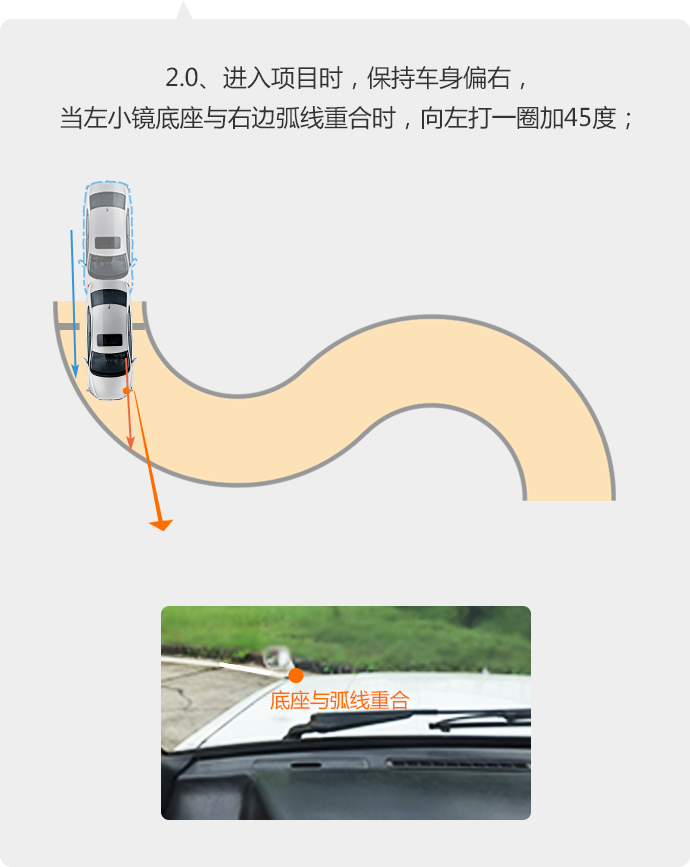 2.0、进入项目时，保持车身偏右，
当左小镜底座与右边弧线重合时，向左打一圈加45度；
底座与弧线重合